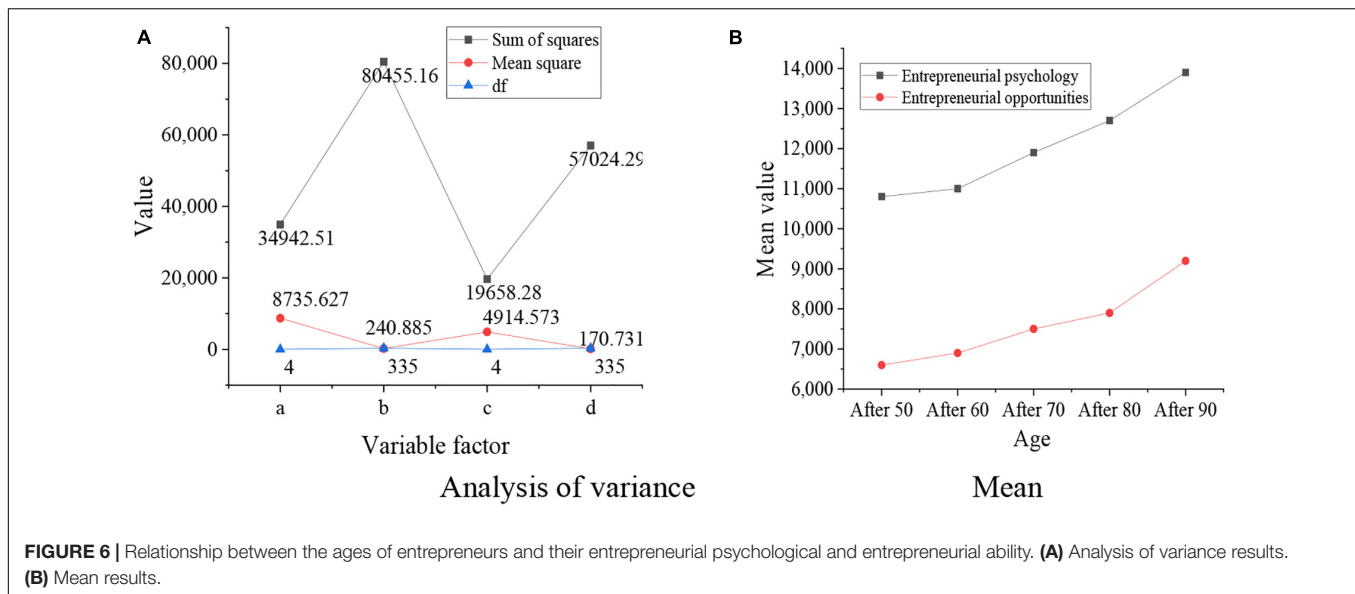 A
Sum of squares
Mean square
df
80,000
60,000
40,000
20,000
0
Value
34942.51
80455.16
19658.28
57024.29
8735.627
240.885
4914.573
170.731
4
335
4
335
a
b
c
d
Variable factor
Analysis of variance
B
Entrepreneurial psychology
Entrepreneurial opportunities
14,000
13,000
12,000
11,000
10,000
9,000
8,000
7,000
6,000
Mean value
After 50
After 60
After 70
After 80
After 90
Age
Mean
FIGURE 6 | Relationship between the ages of entrepreneurs and their entrepreneurial psychological and entrepreneurial ability. (A) Analysis of variance results.
(B) Mean results.